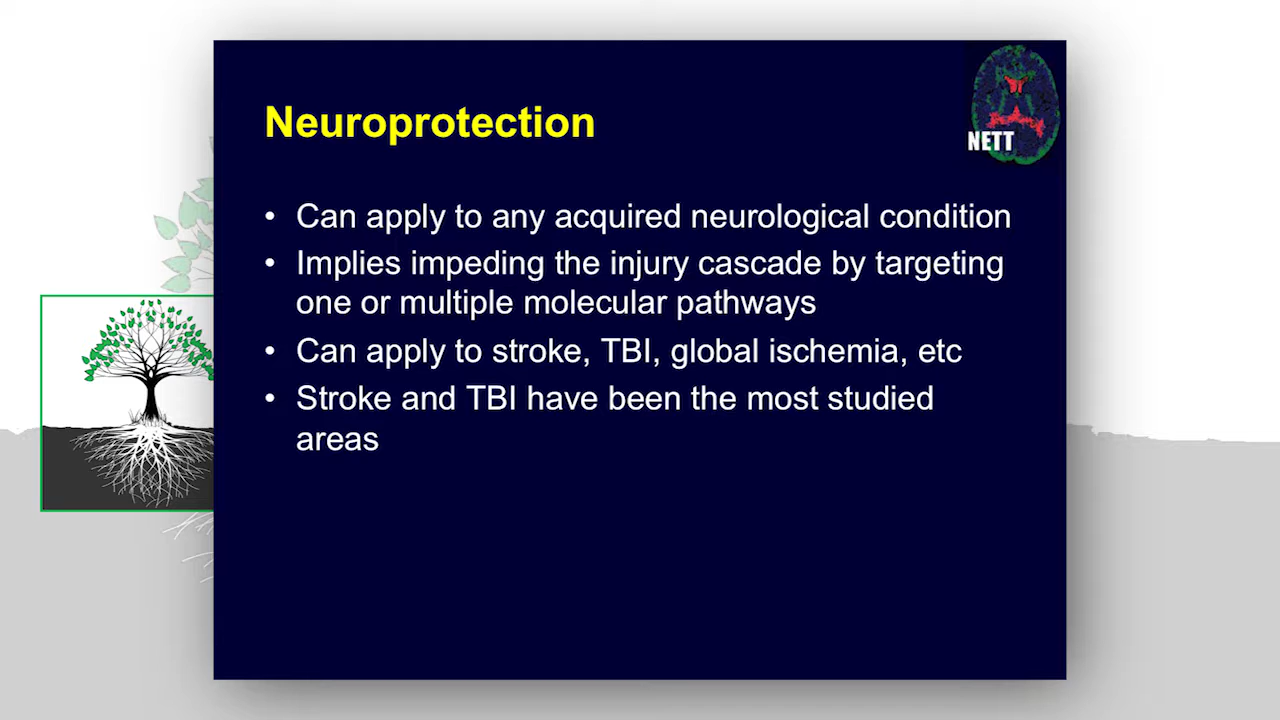 Neuroprotection
NETT
• Can apply to any acquired neurological condition
• Implies impeding the injury cascade by targeting
one or multiple molecular pathways
• Can apply to stroke, TBI, global ischemia, etc
• Stroke and TBI have been the most studied
areas